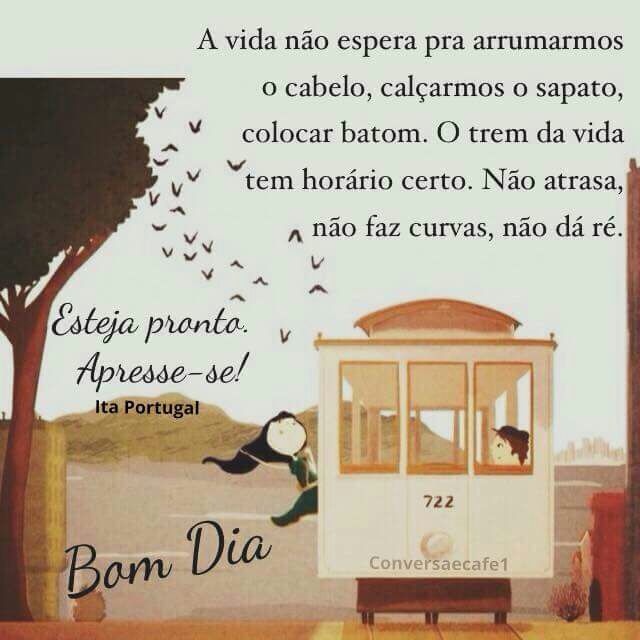 A vida não espera pra arrumarmos
o cabelo, calçarmos o sapato,
colocar batom. O trem da vida
tem horário certo. Não atrasa,
não faz curvas, não dá ré.
Esteja pronto.
Apresse-se!
Ita Portugal
722
Bom Dia
Conversaecafe1